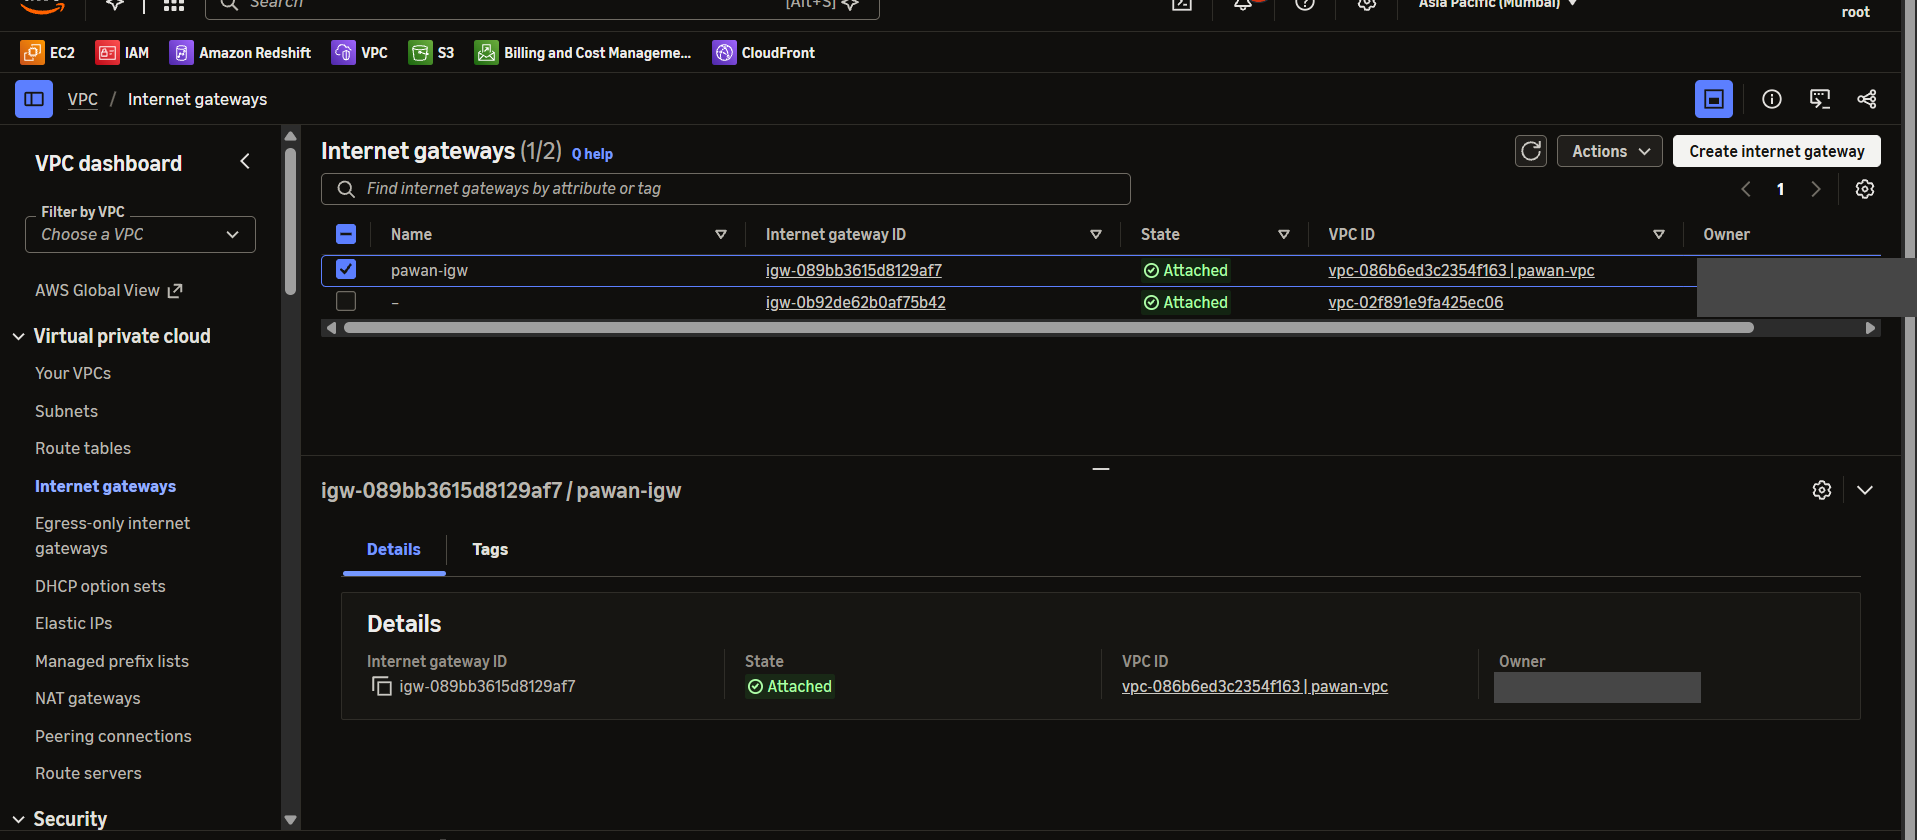 Search [Alt+S] Asia Pacific (Mumbai)
root
EC2 IAM Amazon Redshift VPC S3 Billing and Cost Manageme... CloudFront
VPC / Internet gateways
VPC dashboard
Filter by VPC
Choose a VPC
AWS Global View
Virtual private cloud
Your VPCs
Subnets
Route tables
Internet gateways
Egress-only internet
gateways
DHCP option sets
Elastic IPs
Managed prefix lists
NAT gateways
Peering connections
Route servers
Security
Internet gateways (1/2) Q help
Actions
Create internet gateway
Find internet gateways by attribute or tag
1
Name Internet gateway ID State VPC ID Owner
pawan-igw igw-089bb3615d8129af7 Attached vpc-086b6ed3c2354f163 | pawan-vpc
– igw-0b92de62b0af75b42 Attached vpc-02f891e9fa425ec06
igw-089bb3615d8129af7 / pawan-igw
Details Tags
Details
Internet gateway ID State VPC ID Owner
igw-089bb3615d8129af7 Attached vpc-086b6ed3c2354f163 | pawan-vpc